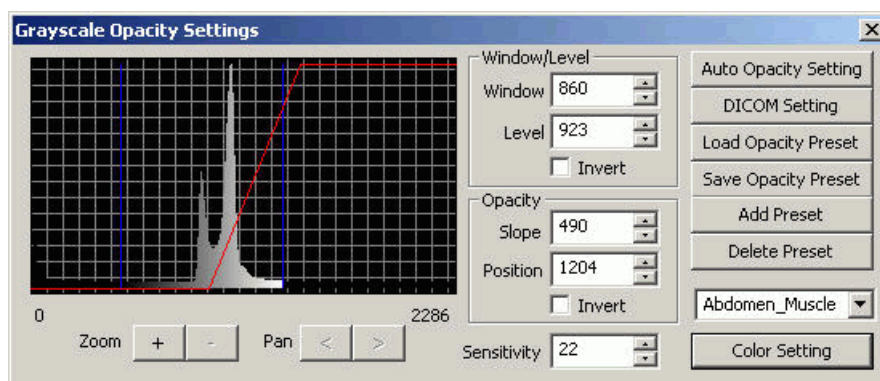 Grayscale Opacity Settings
Window/Level
Window 860
Level 923
Invert
Opacity
Slope 490
Position 1204
Invert
Sensitivity 22
0 2286
Zoom + - Pan < >
Auto Opacity Setting
DICOM Setting
Load Opacity Preset
Save Opacity Preset
Add Preset
Delete Preset
Abdomen_Muscle
Color Setting